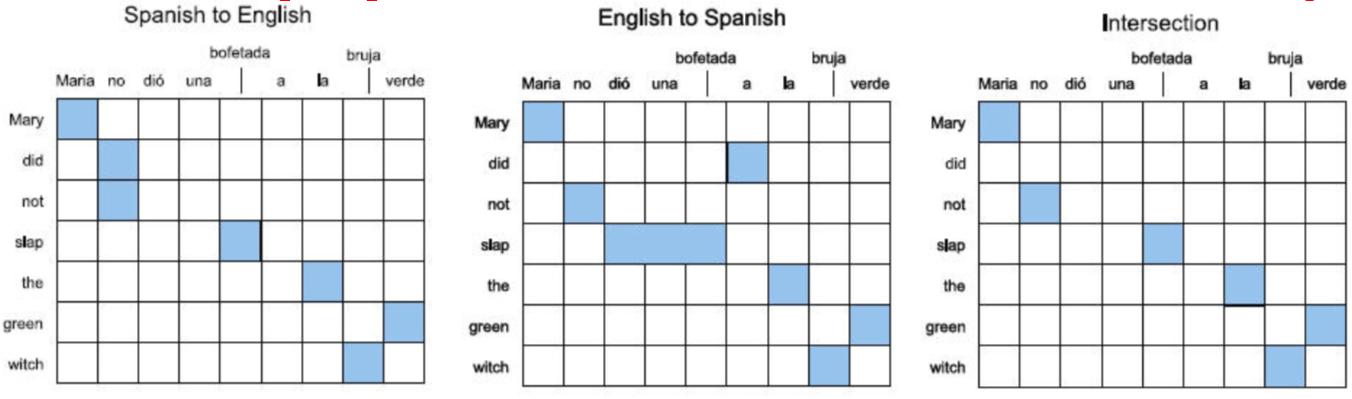 Spanish to English
bofetada bruja
Maria no dió una a la verde
Mary
did
not
slap
the
green
witch
English to Spanish
bofetada bruja
Maria no dió una a la verde
Mary
did
not
slap
the
green
witch
Intersection
bofetada bruja
Maria no dió una a la verde
Mary
did
not
slap
the
green
witch